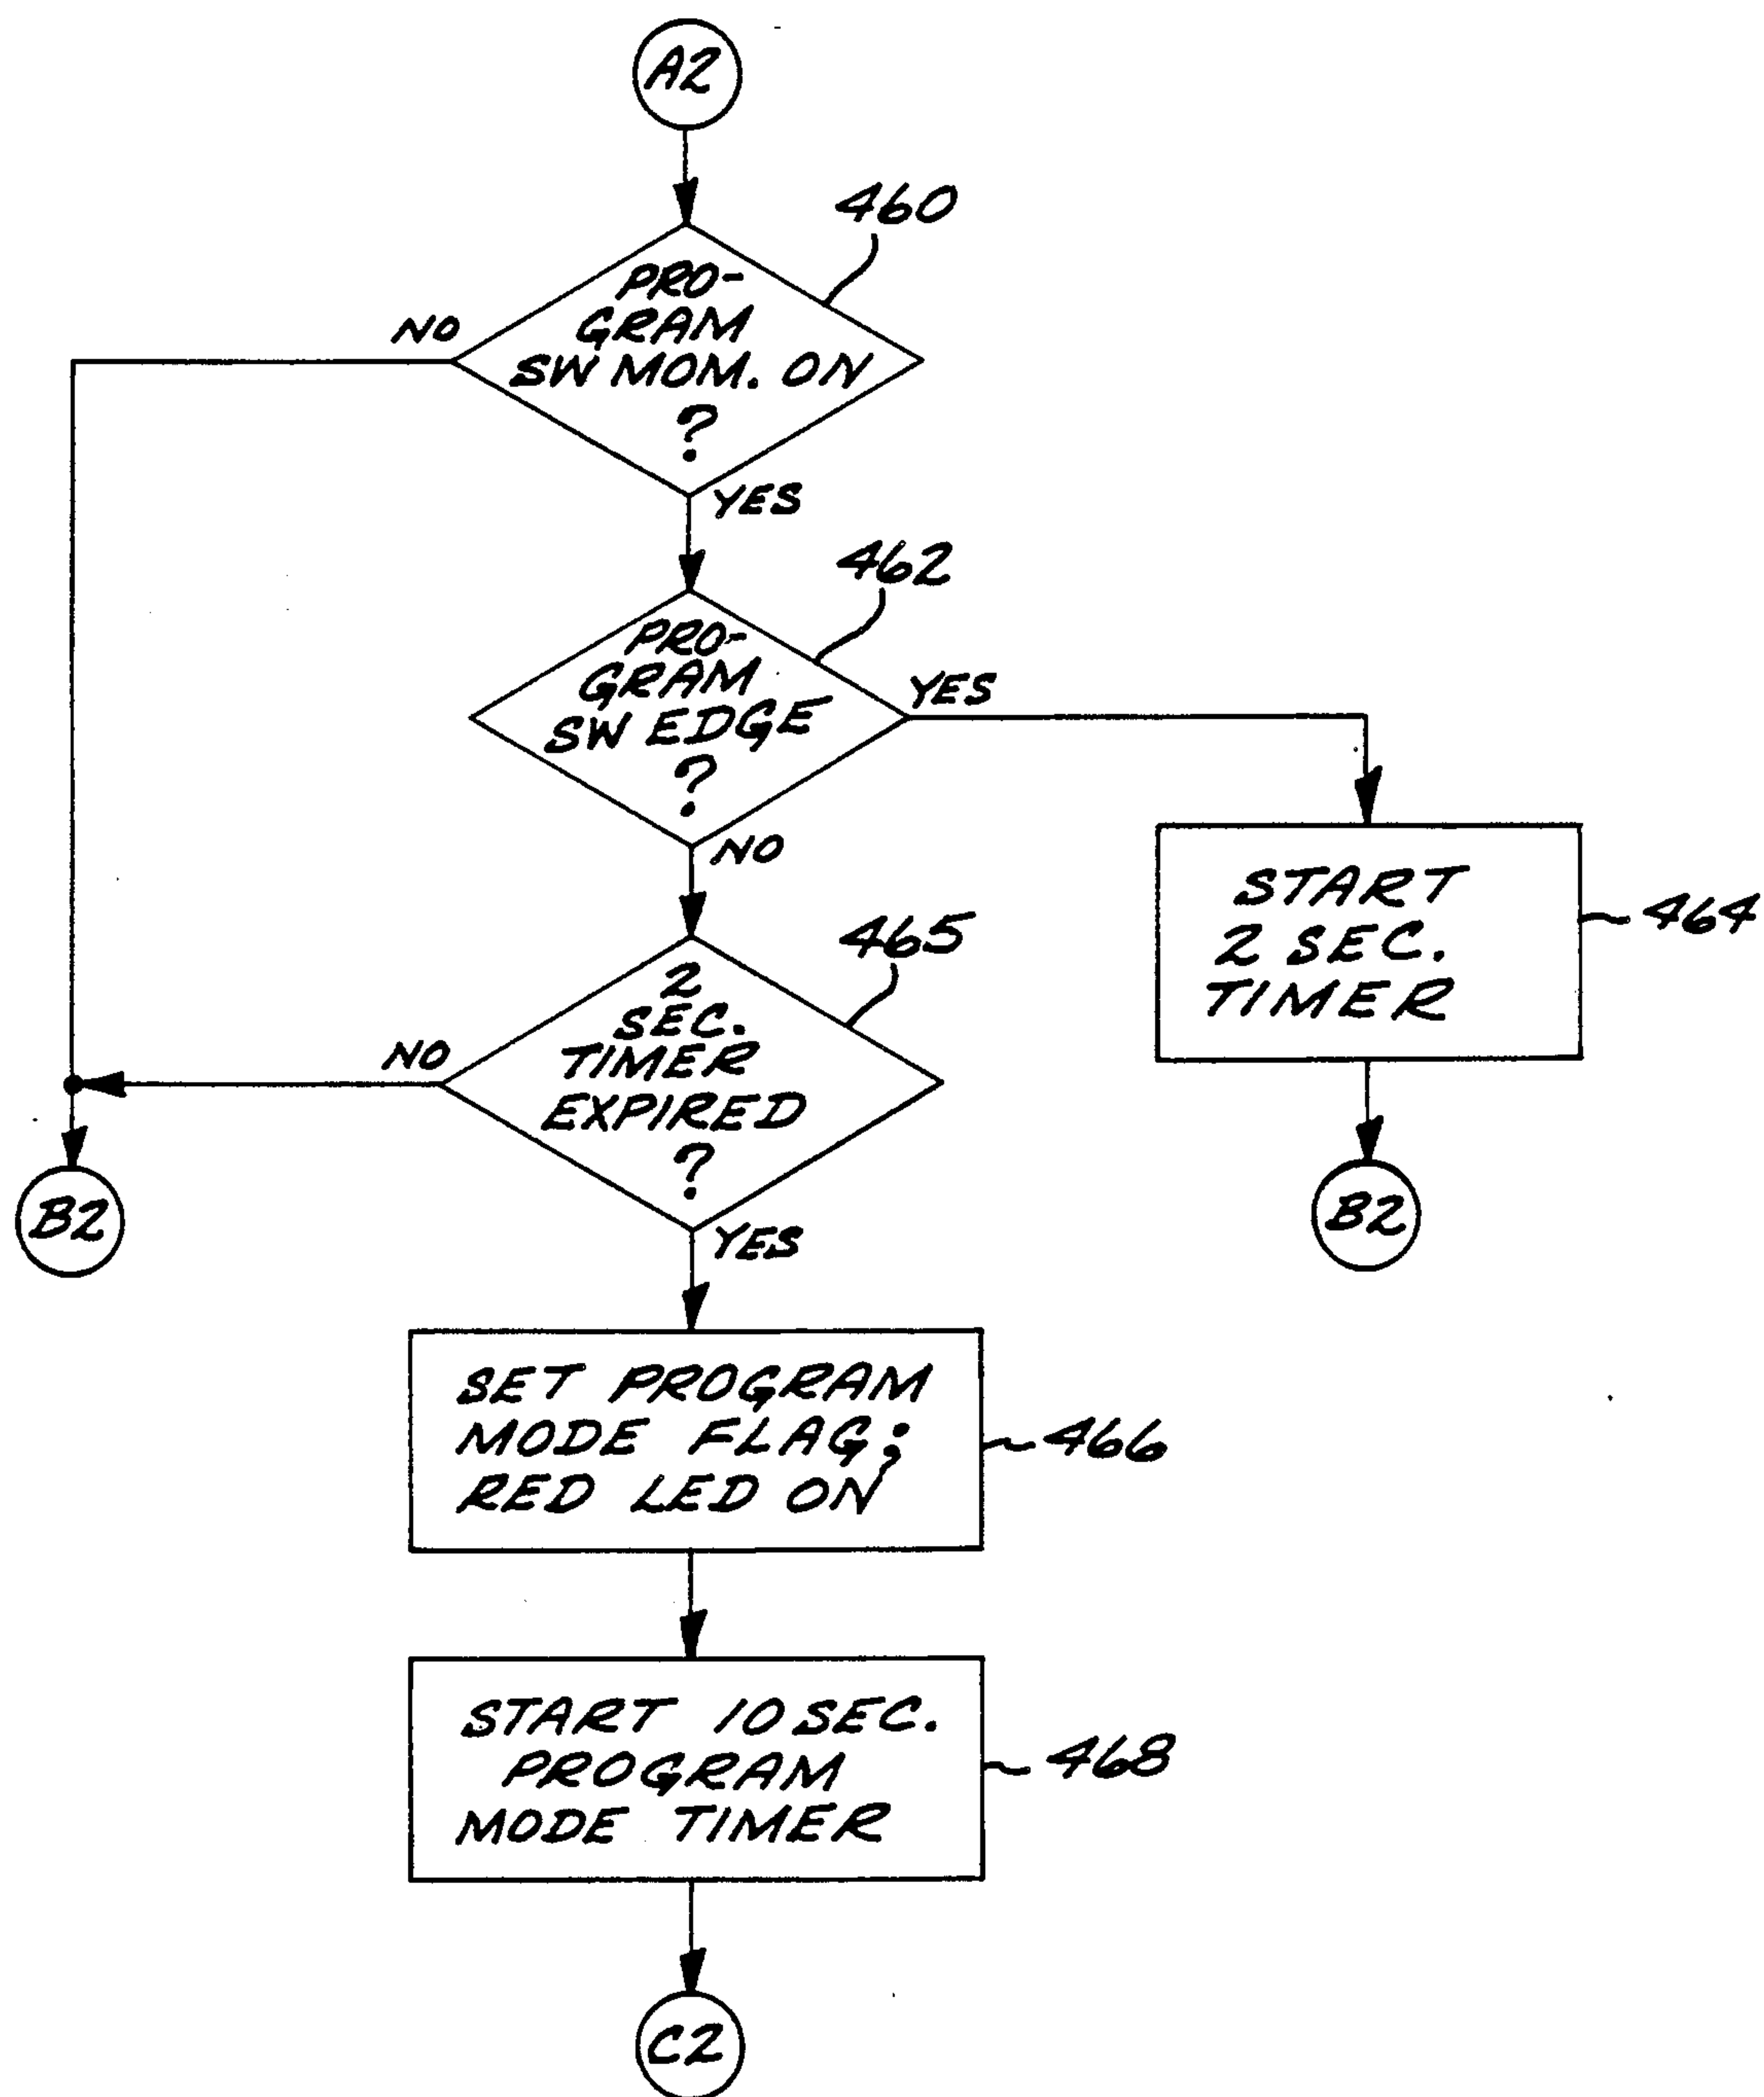 A2
460
PRO-
GRAM
SW MOM. ON
?
NO
YES
462
PRO-
GRAM
SW EDGE
?
YES
NO
START
2 SEC.
TIMER
464
465
2
SEC.
TIMER
EXPIRED
?
NO
YES
B2
B2
SET PROGRAM
MODE FLAG;
RED LED ON
466
START 10 SEC.
PROGRAM
MODE TIMER
468
C2